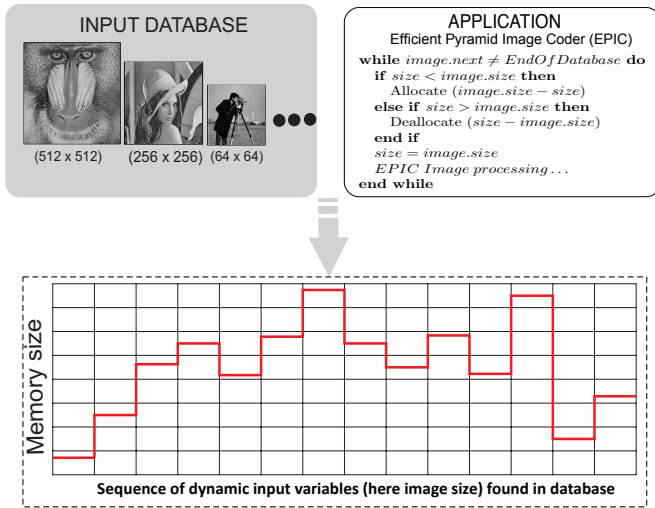 INPUT DATABASE
(512 x 512)
(256 x 256)
(64 x 64)
APPLICATION
Efficient Pyramid Image Coder (EPIC)
while image.next ≠ EndOfDatabase do
if size < image.size then
Allocate (image.size − size)
else if size > image.size then
Deallocate (size − image.size)
end if
size = image.size
EPIC Image processing . . .
end while
Memory size
Sequence of dynamic input variables (here image size) found in database